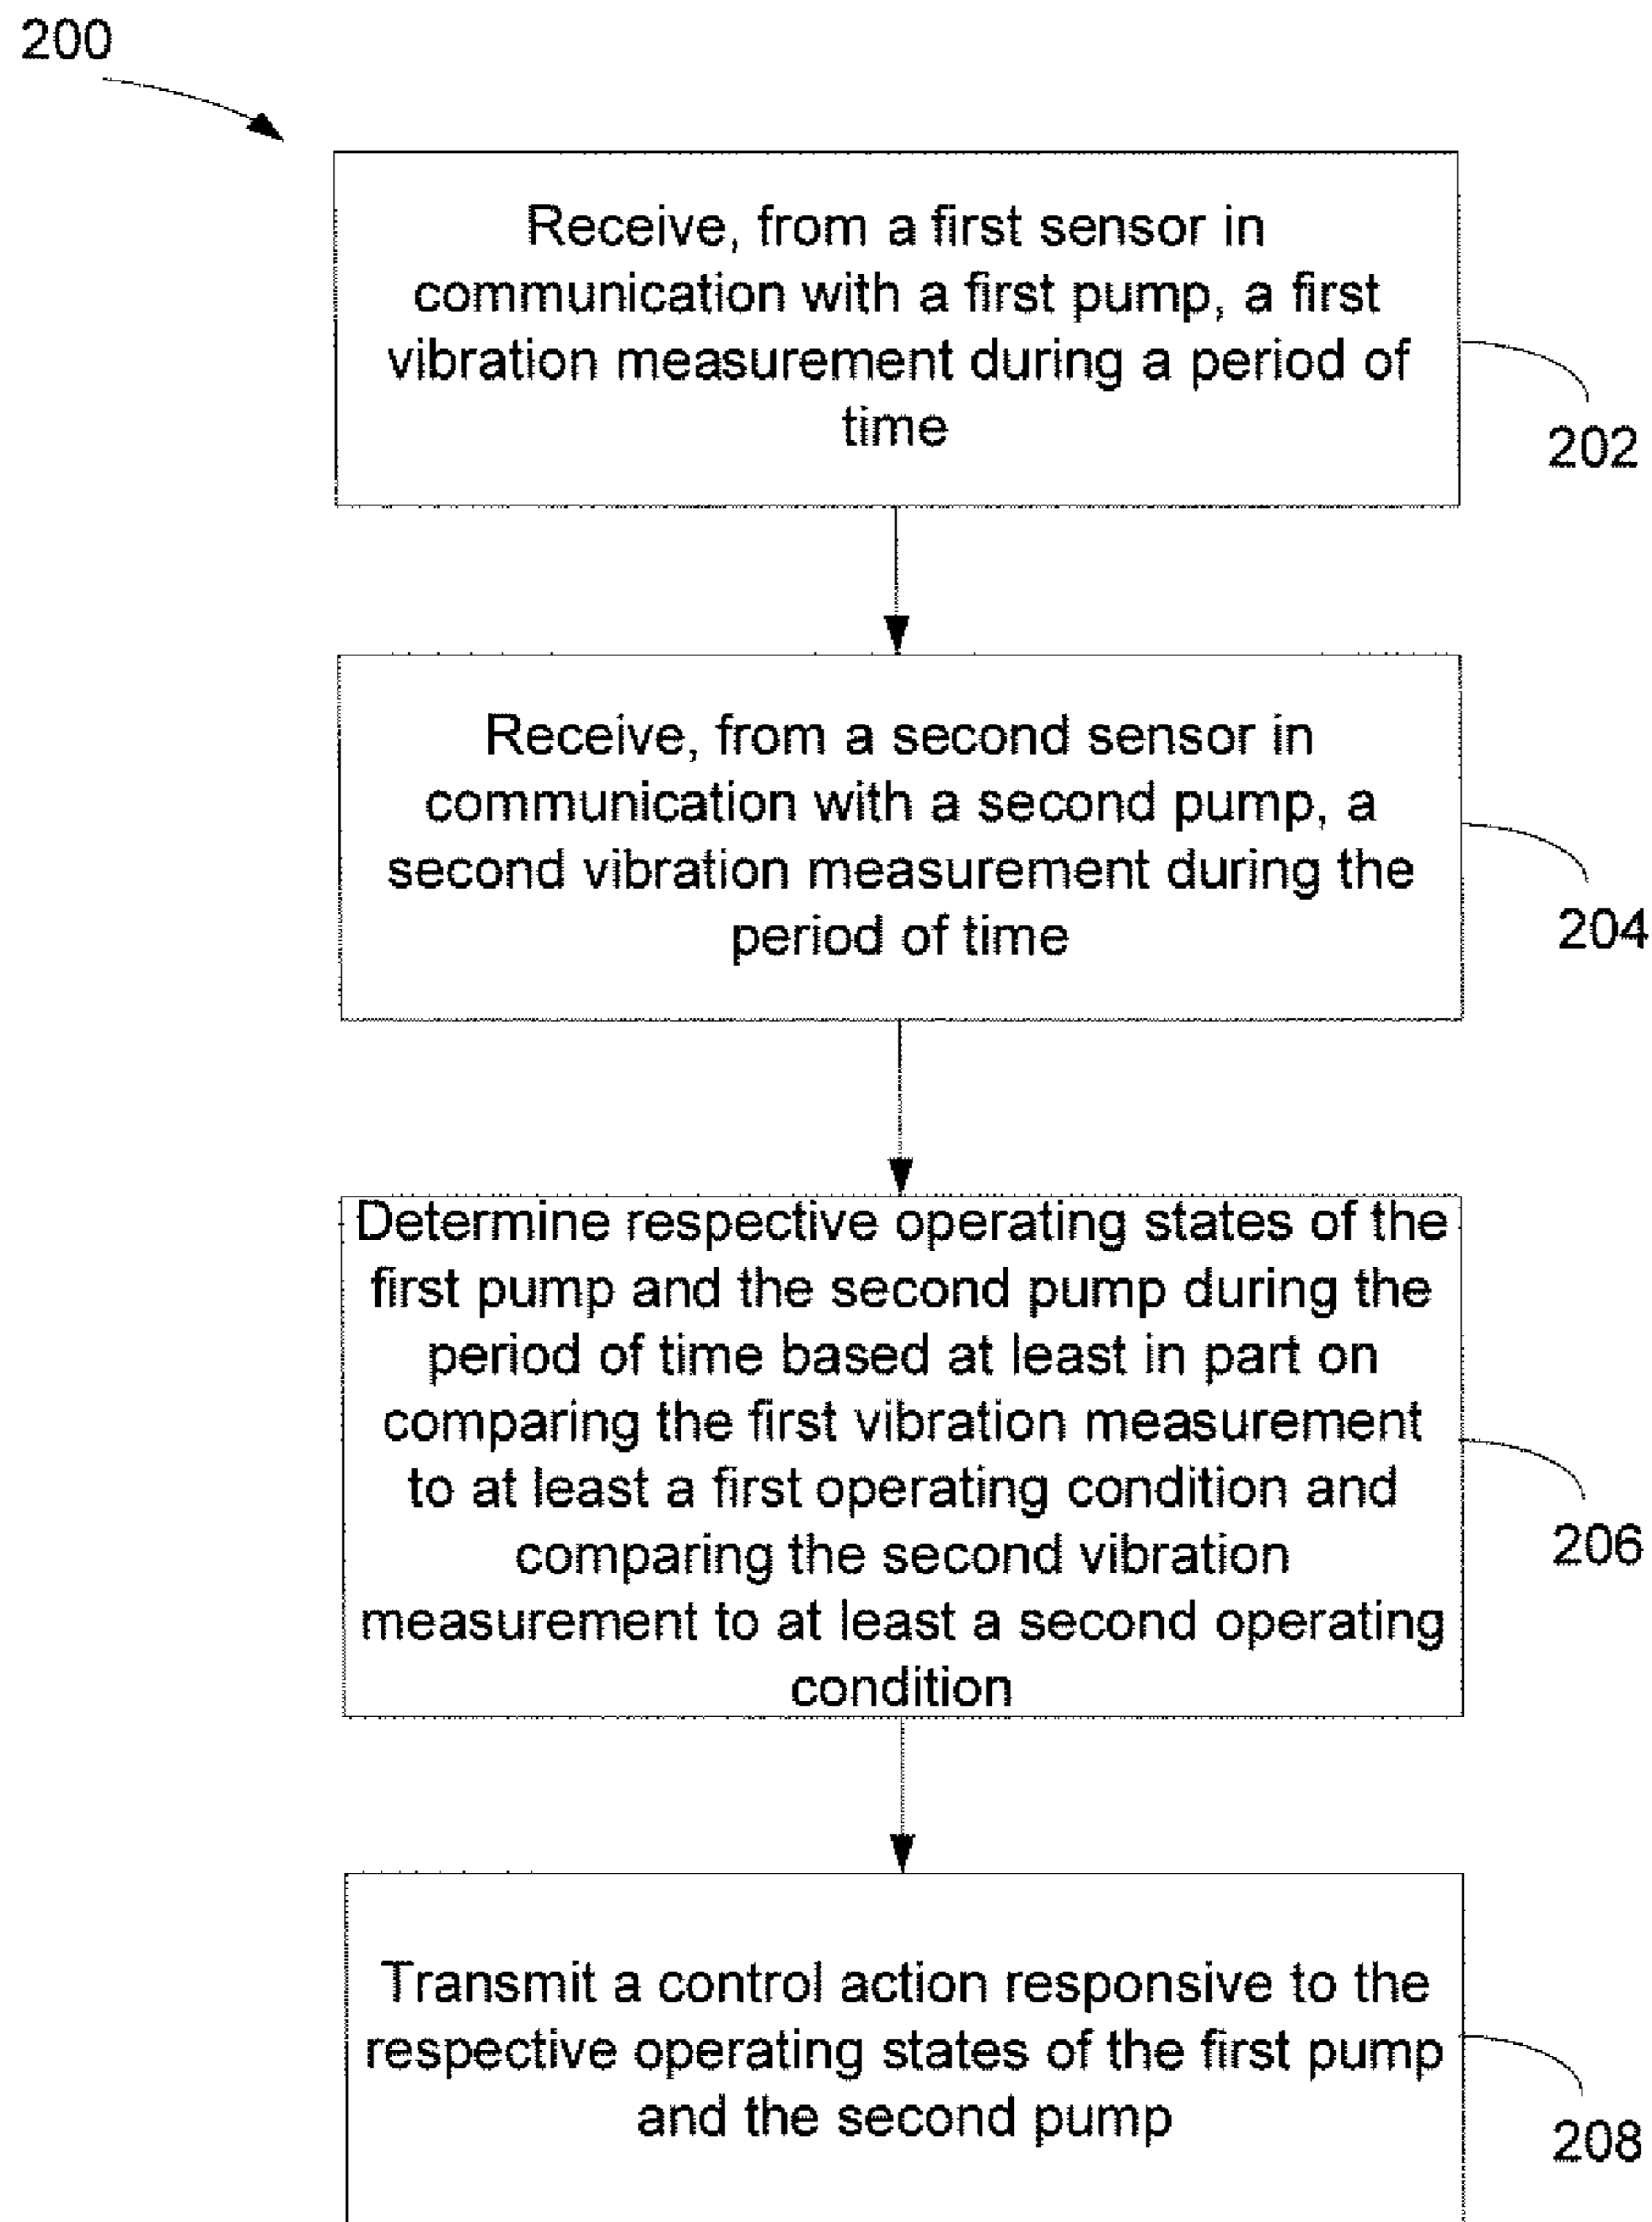 200
Receive, from a first sensor in
communication with a first pump, a first
vibration measurement during a period of
time
202
Receive, from a second sensor in
communication with a second pump, a
second vibration measurement during the
period of time
204
Determine respective operating states of the
first pump and the second pump during the
period of time based at least in part on
comparing the first vibration measurement
to at least a first operating condition and
comparing the second vibration
measurement to at least a second operating
condition
206
Transmit a control action responsive to the
respective operating states of the first pump
and the second pump
208